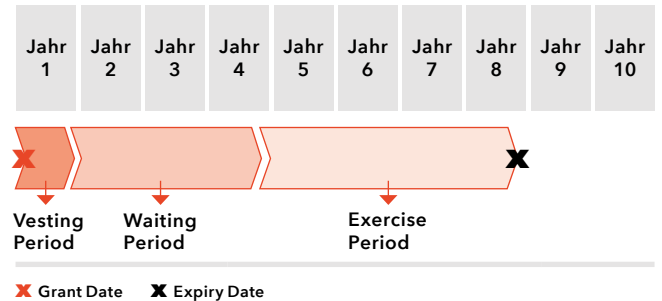 Jahr 1
Jahr 2
Jahr 3
Jahr 4
Jahr 5
Jahr 6
Jahr 7
Jahr 8
Jahr 9
Jahr 10
Vesting Period
Waiting Period
Exercise Period
Grant Date
Expiry Date